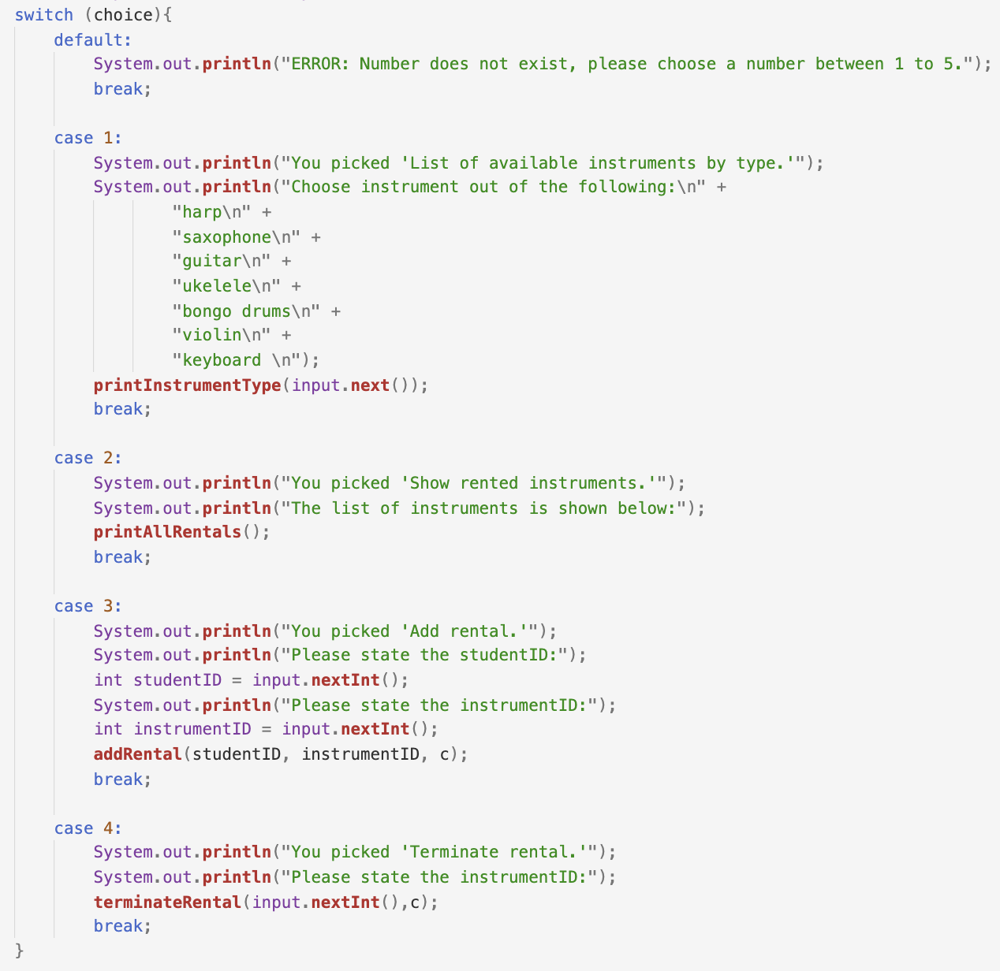 switch (choice){
    default:
        System.out.println("ERROR: Number does not exist, please choose a number between 1 to 5.");
        break;

    case 1:
        System.out.println("You picked 'List of available instruments by type.'");
        System.out.println("Choose instrument out of the following:\n" +
                "harp\n" +
                "saxophone\n" +
                "guitar\n" +
                "ukelele\n" +
                "bongo drums\n" +
                "violin\n" +
                "keyboard \n");
        printInstrumentType(input.next());
        break;

    case 2:
        System.out.println("You picked 'Show rented instruments.'");
        System.out.println("The list of instruments is shown below:");
        printAllRentals();
        break;

    case 3:
        System.out.println("You picked 'Add rental.'");
        System.out.println("Please state the studentID:");
        int studentID = input.nextInt();
        System.out.println("Please state the instrumentID:");
        int instrumentID = input.nextInt();
        addRental(studentID, instrumentID, c);
        break;

    case 4:
        System.out.println("You picked 'Terminate rental.'");
        System.out.println("Please state the instrumentID:");
        terminateRental(input.nextInt(),c);
        break;
}